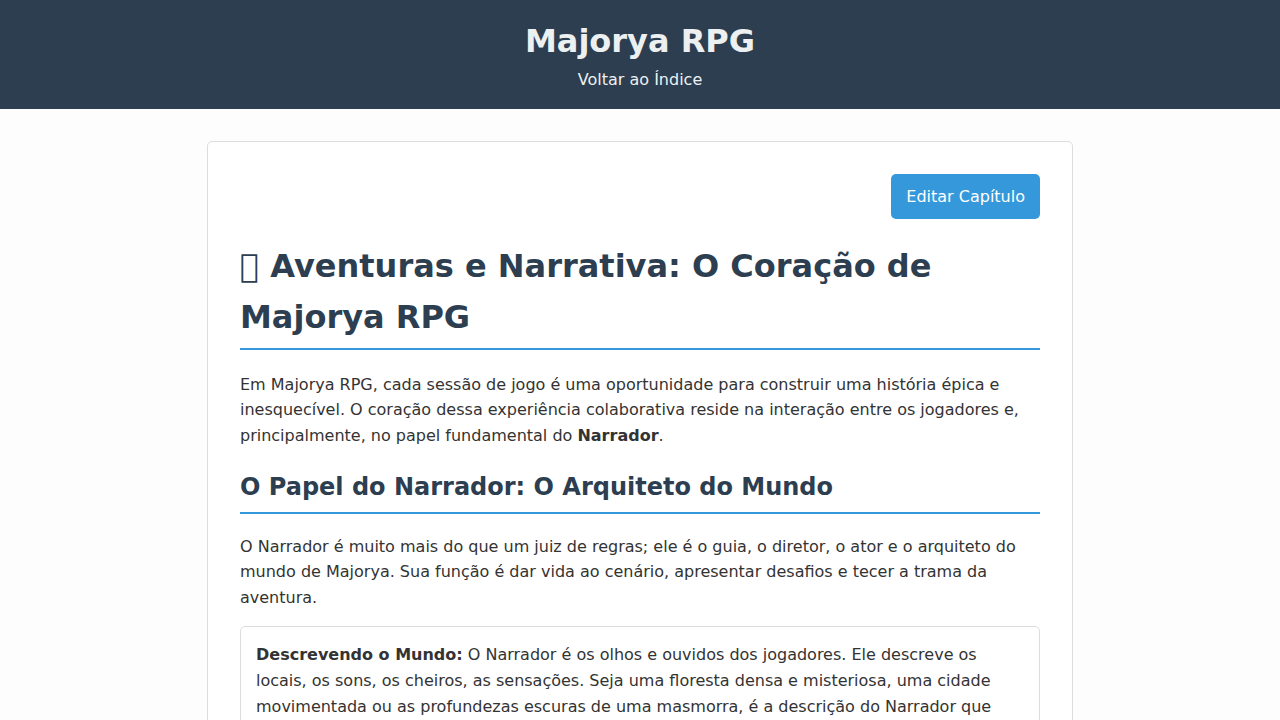 Majorya RPG
Voltar ao Índice
Editar Capítulo
Aventuras e Narrativa: O Coração de
Majorya RPG
Em Majorya RPG, cada sessão de jogo é uma oportunidade para construir uma história épica e
inesquecível. O coração dessa experiência colaborativa reside na interação entre os jogadores e,
principalmente, no papel fundamental do Narrador.
O Papel do Narrador: O Arquiteto do Mundo
O Narrador é muito mais do que um juiz de regras; ele é o guia, o diretor, o ator e o arquiteto do
mundo de Majorya. Sua função é dar vida ao cenário, apresentar desafios e tecer a trama da
aventura.
Descrevendo o Mundo: O Narrador é os olhos e ouvidos dos jogadores. Ele descreve os
locais, os sons, os cheiros, as sensações. Seja uma floresta densa e misteriosa, uma cidade
movimentada ou as profundezas escuras de uma masmorra, é a descrição do Narrador que